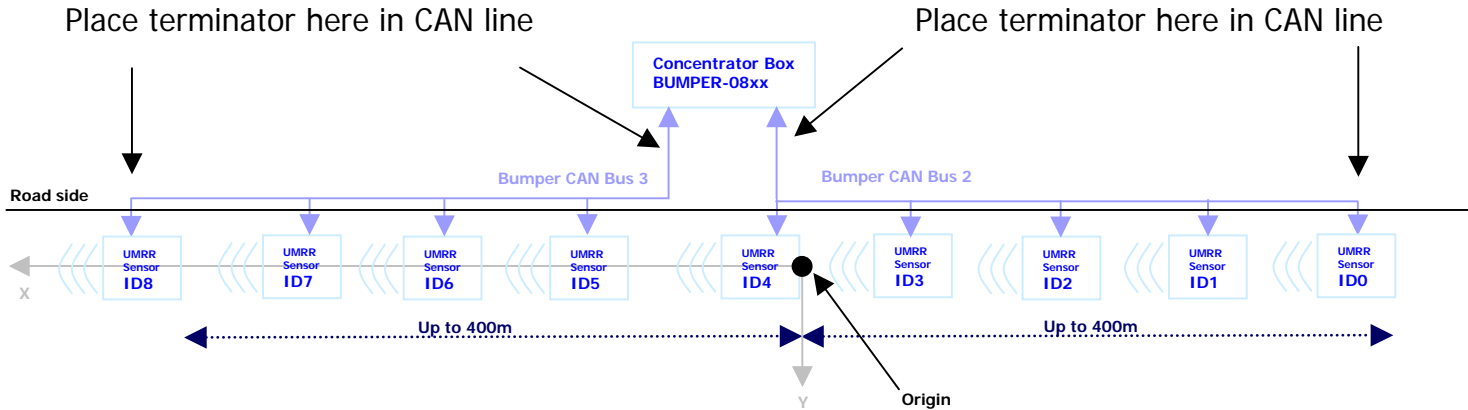 Place terminator here in CAN line
Place terminator here in CAN line
Concentrator Box
BUMPER-08xx
Bumper CAN Bus 3
Bumper CAN Bus 2
Road side
UMRR
Sensor
ID8
UMRR
Sensor
ID7
UMRR
Sensor
ID6
UMRR
Sensor
ID5
UMRR
Sensor
ID4
UMRR
Sensor
ID3
UMRR
Sensor
ID2
UMRR
Sensor
ID1
UMRR
Sensor
ID0
X
Up to 400m
Up to 400m
Y
Origin